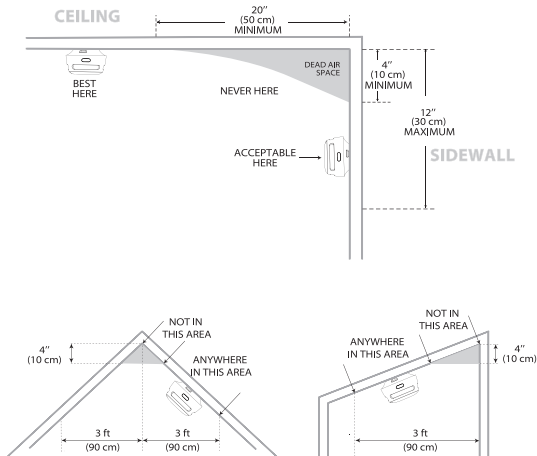 CEILING
20"
(50 cm)
MINIMUM
DEAD AIR
SPACE
4"
(10 cm)
MINIMUM
BEST
HERE
NEVER HERE
12"
(30 cm)
MAXIMUM
ACCEPTABLE
HERE
SIDEWALL
NOT IN
THIS AREA
4"
(10 cm)
ANYWHERE
IN THIS AREA
3 ft
(90 cm)
3 ft
(90 cm)
NOT IN
THIS AREA
ANYWHERE
IN THIS AREA
4"
(10 cm)
3 ft
(90 cm)